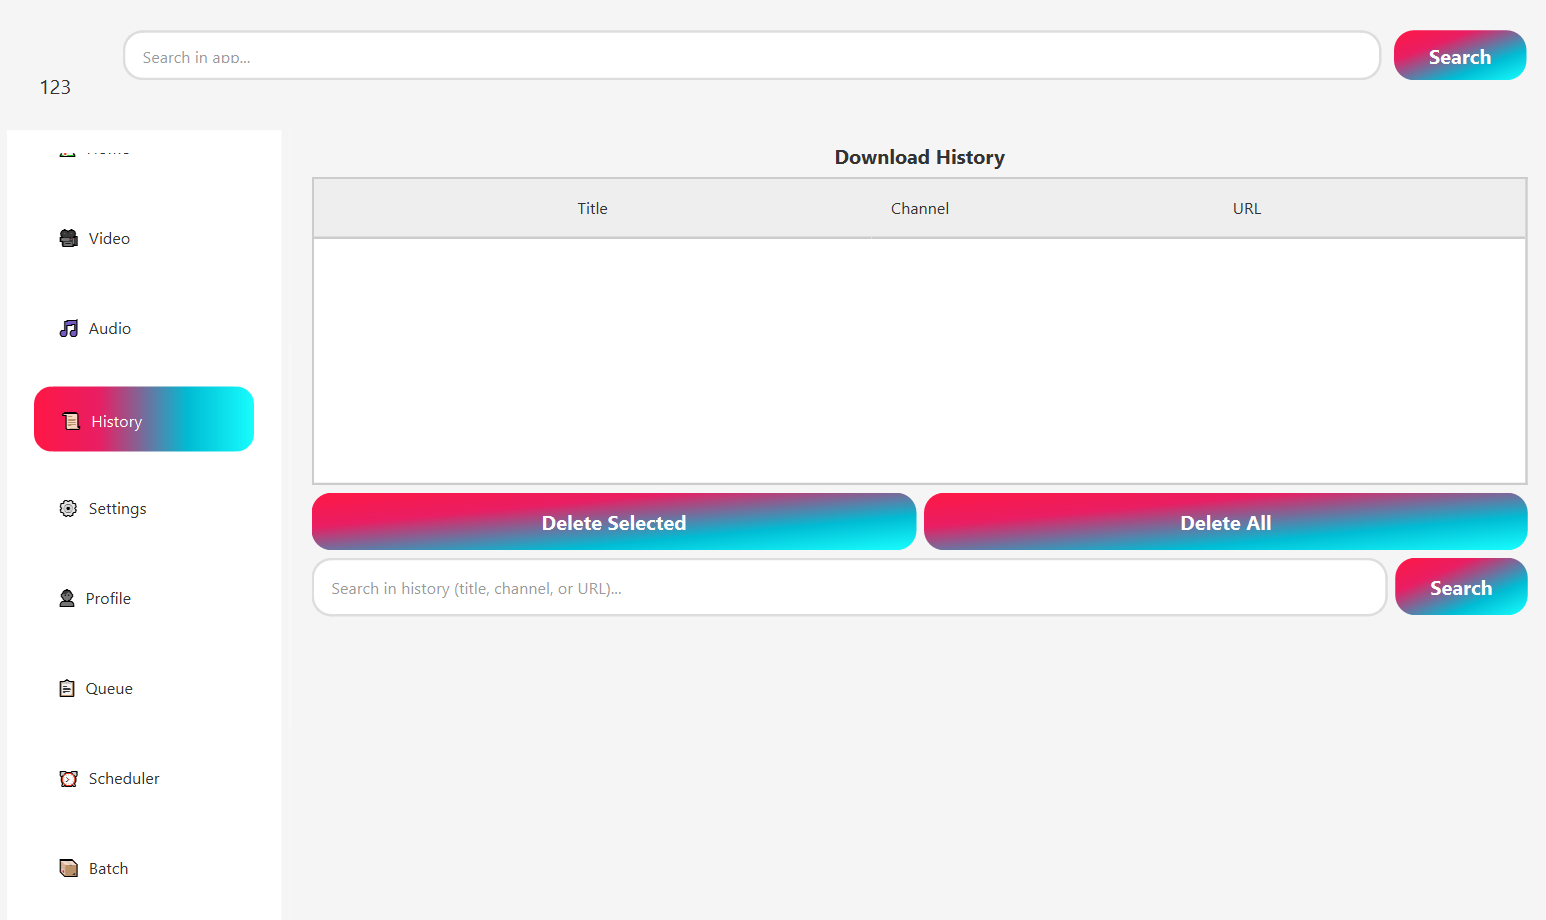 Search in app...
Search
123
Video
Audio
History
Settings
Profile
Queue
Scheduler
Batch
Download History
Title Channel URL
Delete Selected Delete All
Search in history (title, channel, or URL)...
Search